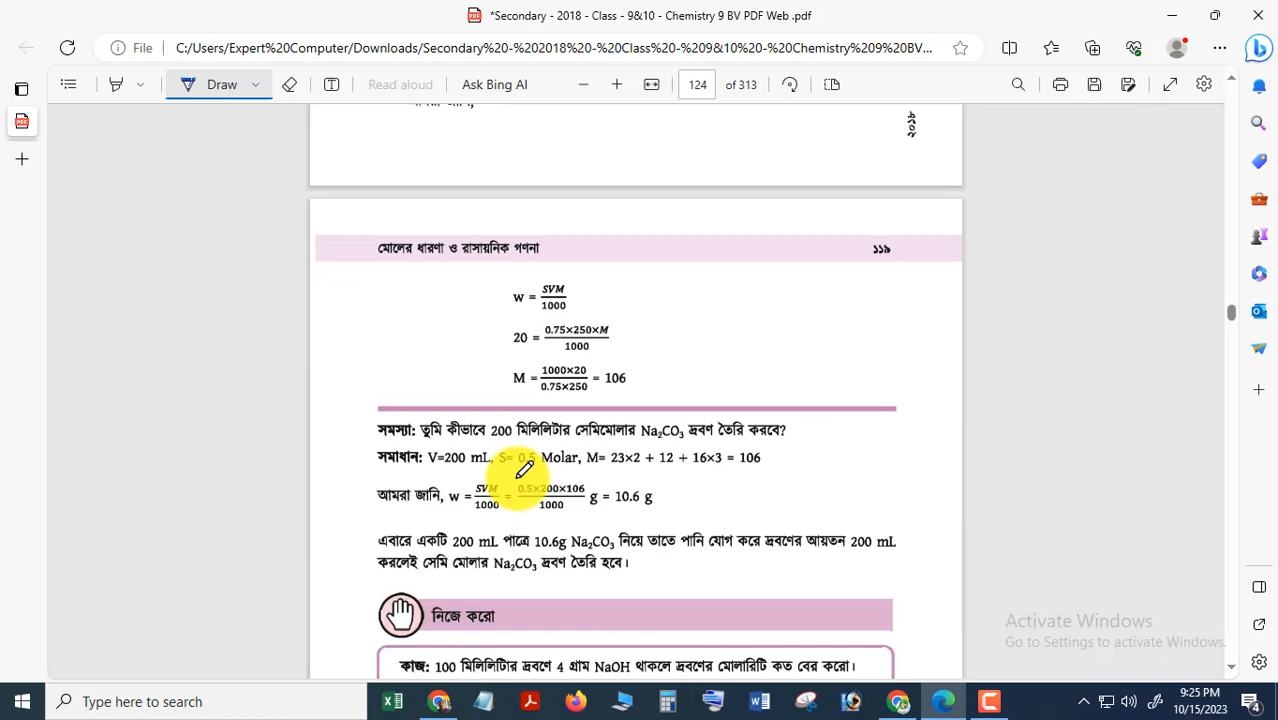 *Secondary - 2018 - Class - 9&10 - Chemistry 9 BV PDF Web .pdf
File C:/Users/Expert%20Computer/Downloads/Secondary%20-%202018%20-%20Class%20-%209&10%20-%20Chemistry%209%20BV...
Draw Read aloud Ask Bing AI 124 of 313
২০১৮
মোলের ধারণা ও রাসায়নিক গণনা ১১৯
w = SVM/1000
20 = 0.75×250×M/1000
M = 1000×20/0.75×250 = 106
সমস্যা: তুমি কীভাবে 200 মিলিলিটার সেমিমোলার Na₂CO₃ দ্রবণ তৈরি করবে?
সমাধান: V=200 mL, S= 0.5 Molar, M= 23×2 + 12 + 16×3 = 106
আমরা জানি, w = SVM/1000 = 0.5×200×106/1000 g = 10.6 g
এবারে একটি 200 mL পাত্রে 10.6g Na₂CO₃ নিয়ে তাতে পানি যোগ করে দ্রবণের আয়তন 200 mL
করলেই সেমি মোলার Na₂CO₃ দ্রবণ তৈরি হবে।
নিজে করো
কাজ: 100 মিলিলিটার দ্রবণে 4 গ্রাম NaOH থাকলে দ্রবণের মোলারিটি কত বের করো।
Activate Windows
Go to Settings to activate Windows.
Type here to search
9:25 PM
10/15/2023
4